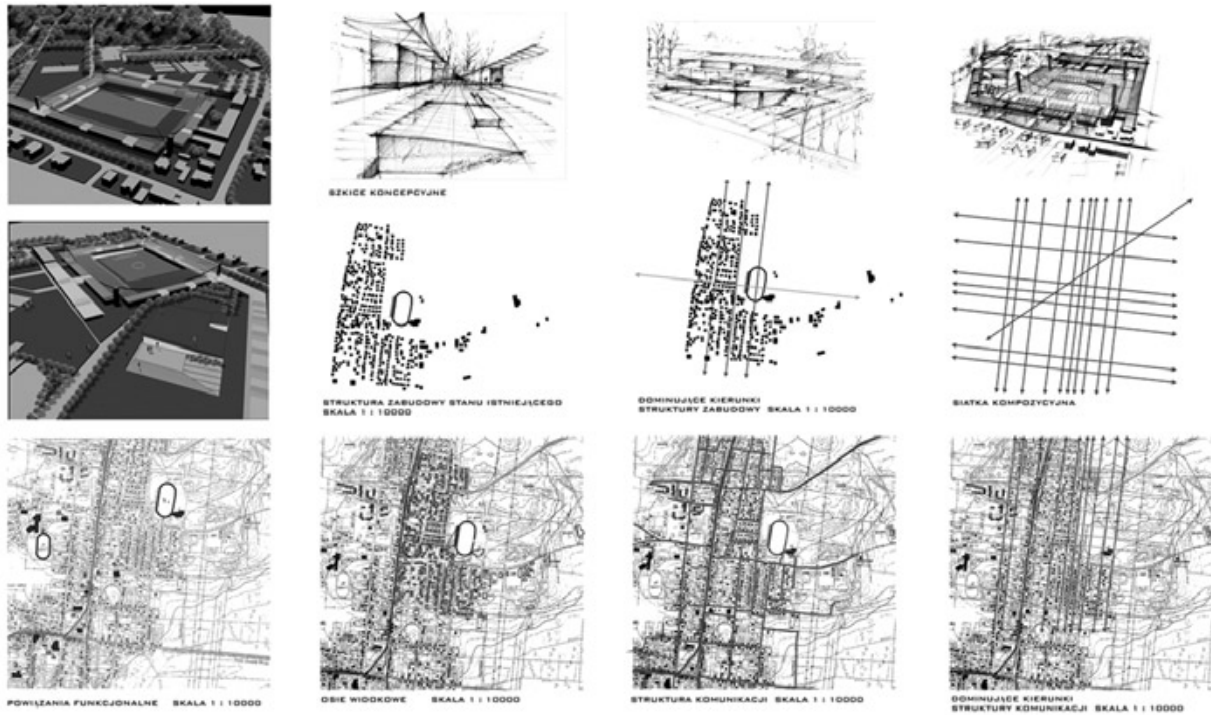 SZKICE KONCEPCYJNE
STRUKTURA ZABUDOWY STANU ISTNIEJĄCEGO
SKALA 1 : 10000
DOMINUJĄCE KIERUNKI
STRUKTURY ZABUDOWY SKALA 1 : 10000
SIATKA KOMPOZYCYJNA
POWIĄZANIA FUNKCJONALNE SKALA 1 : 10000
OSIE WIDOKOWE SKALA 1 : 10000
STRUKTURA KOMUNIKACJI SKALA 1 : 10000
DOMINUJĄCE KIERUNKI
STRUKTURY KOMUNIKACJI SKALA 1 : 10000